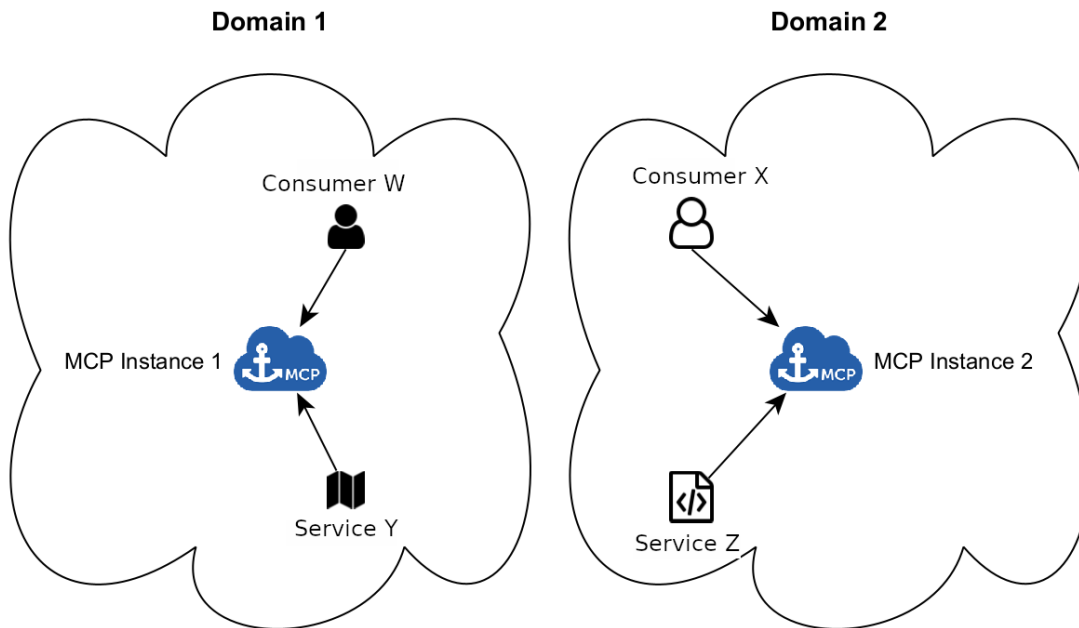 Domain 1
Domain 2
Consumer W
Consumer X
MCP Instance 1
MCP
MCP
MCP Instance 2
</>
Service Y
Service Z